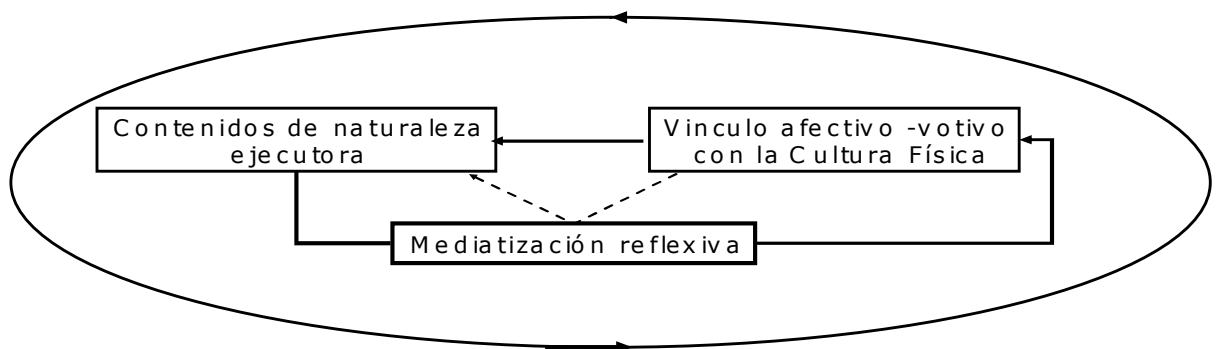 Contenidos de naturaleza
ejecutora
Vinculo afectivo -votivo
con la Cultura Física
Mediatización reflexiva